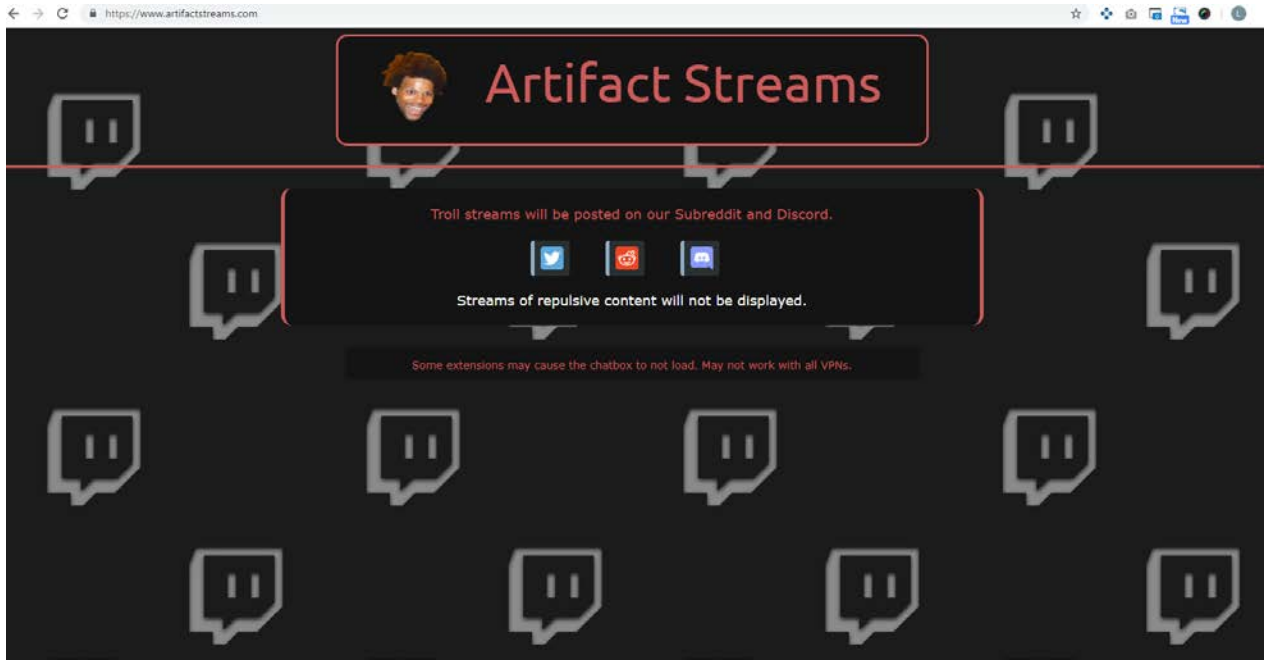 https://www.artifactstreams.com
New
L
Artifact Streams
Troll streams will be posted on our Subreddit and Discord.
Streams of repulsive content will not be displayed.
Some extensions may cause the chatbox to not load. May not work with all VPNs.